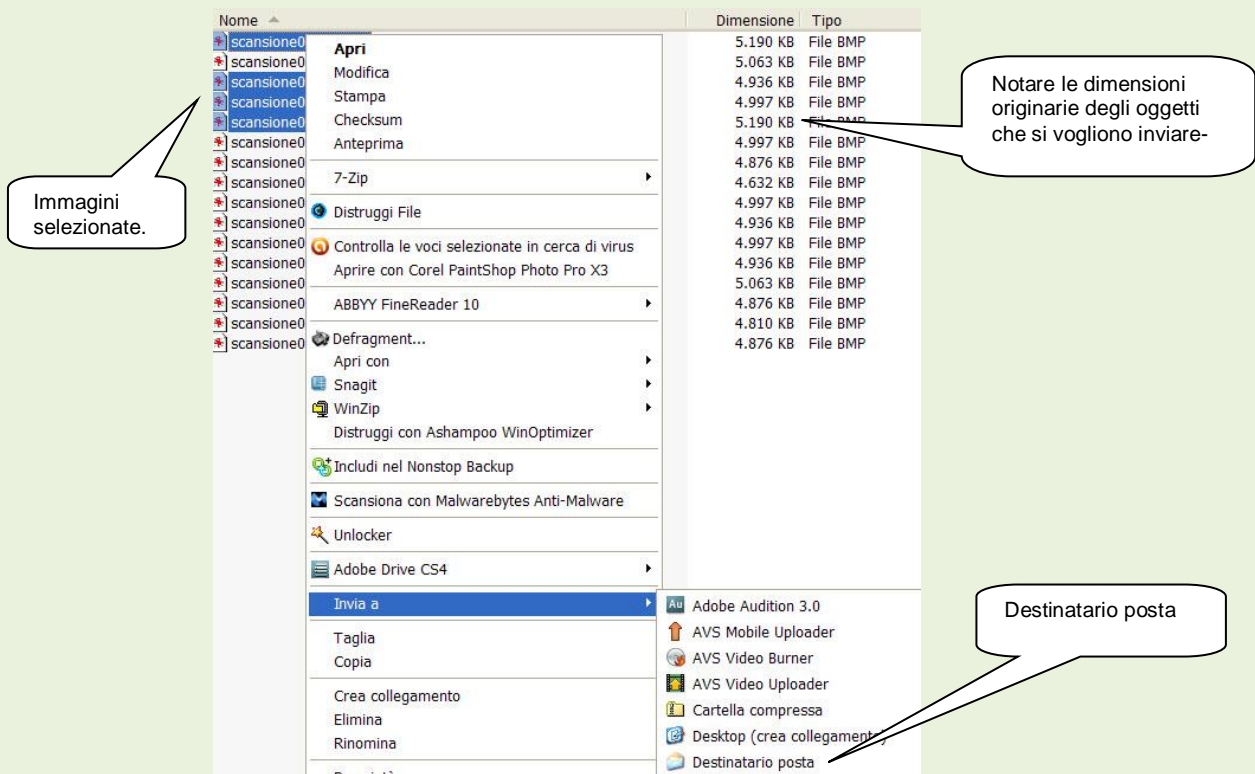 Nome Dimensione Tipo
scansione0 5.190 KB File BMP
scansione0 5.063 KB File BMP
scansione0 4.936 KB File BMP
scansione0 4.997 KB File BMP
scansione0 5.190 KB File BMP
scansione0 4.997 KB File BMP
scansione0 4.876 KB File BMP
scansione0 4.632 KB File BMP
scansione0 4.997 KB File BMP
scansione0 4.936 KB File BMP
scansione0 4.997 KB File BMP
scansione0 4.936 KB File BMP
scansione0 5.063 KB File BMP
scansione0 4.876 KB File BMP
scansione0 4.810 KB File BMP
scansione0 4.876 KB File BMP
Apri
Modifica
Stampa
Checksum
Anteprima
7-Zip
Distruggi File
Controlla le voci selezionate in cerca di virus
Aprire con Corel PaintShop Photo Pro X3
ABBYY FineReader 10
Defragment...
Apri con
Snagit
WinZip
Distruggi con Ashampoo WinOptimizer
Includi nel Nonstop Backup
Scansiona con Malwarebytes Anti-Malware
Unlocker
Adobe Drive CS4
Invia a
Taglia
Copia
Crea collegamento
Elimina
Rinomina
Adobe Audition 3.0
AVS Mobile Uploader
AVS Video Burner
AVS Video Uploader
Cartella compressa
Desktop (crea collegamento)
Destinatario posta
Immagini
selezionate.
Notare le dimensioni
originarie degli oggetti
che si vogliono inviare-
Destinatario posta